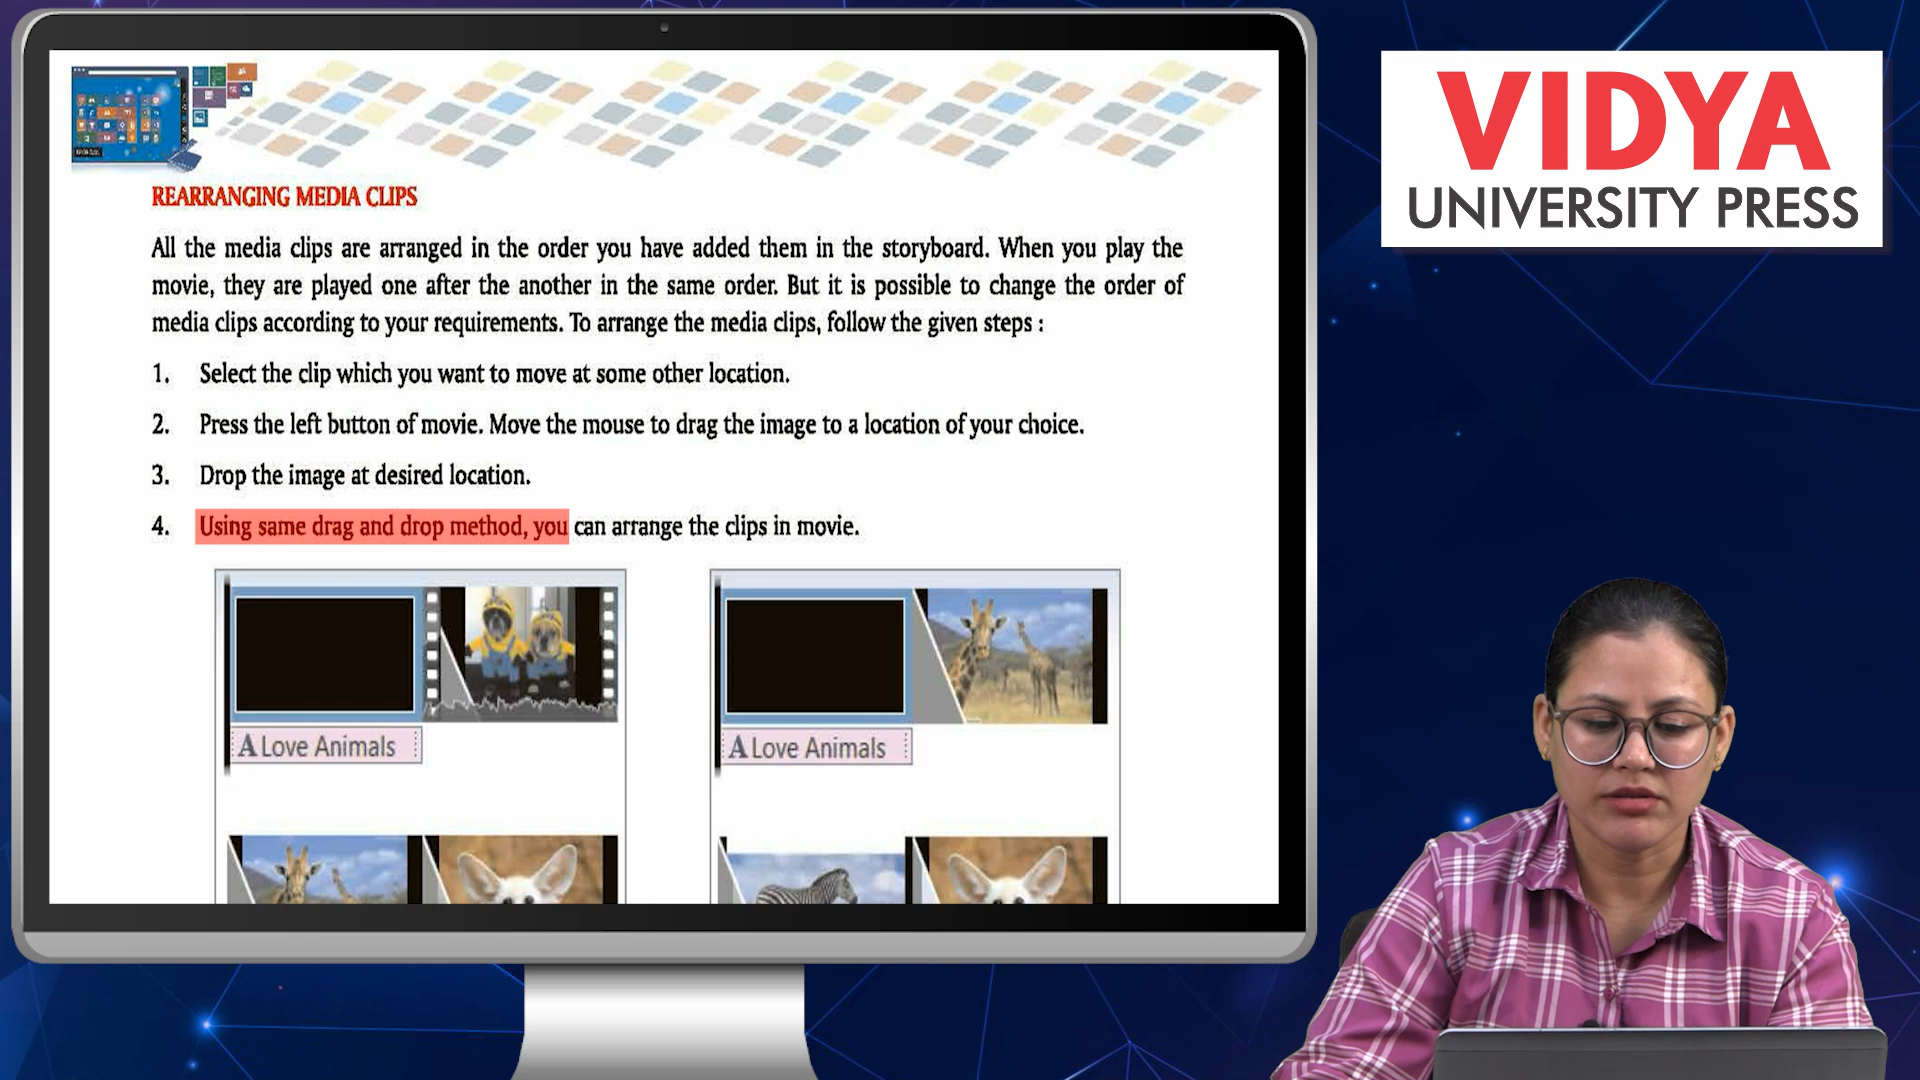 REARRANGING MEDIA CLIPS
All the media clips are arranged in the order you have added them in the storyboard. When you play the
movie, they are played one after the another in the same order. But it is possible to change the order of
media clips according to your requirements. To arrange the media clips, follow the given steps :
1. Select the clip which you want to move at some other location.
2. Press the left button of movie. Move the mouse to drag the image to a location of your choice.
3. Drop the image at desired location.
4. Using same drag and drop method, you can arrange the clips in movie.
A Love Animals
A Love Animals
VIDYA
UNIVERSITY PRESS